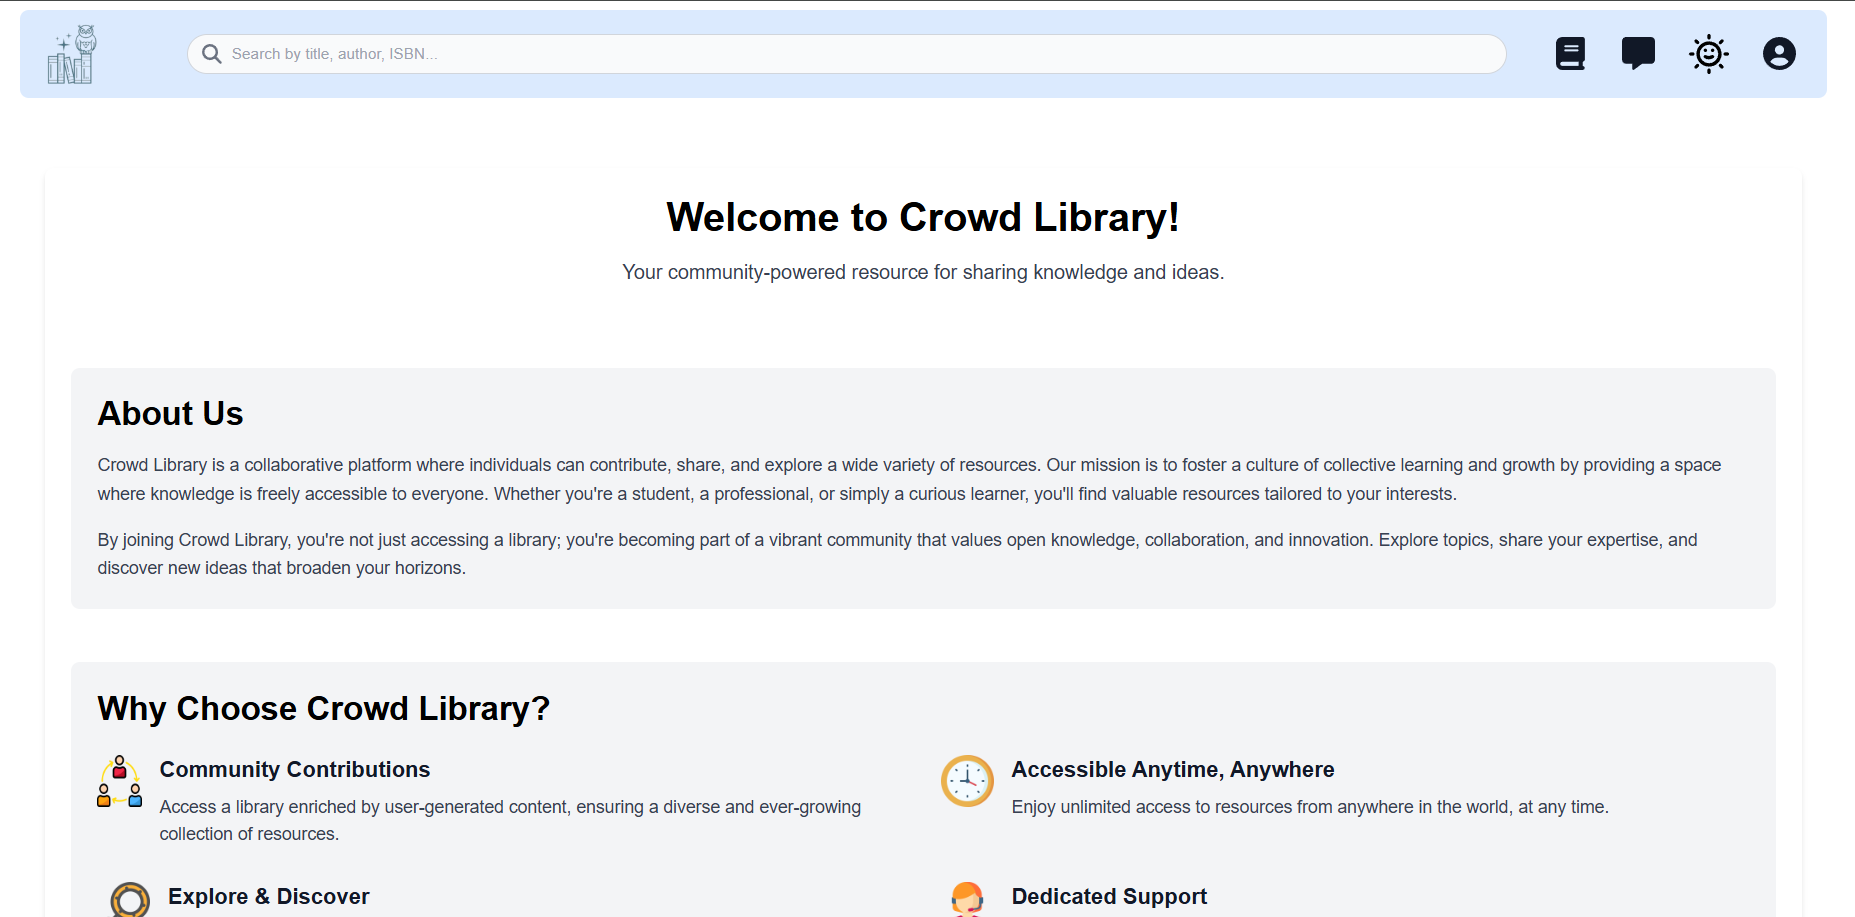 Search by title, author, ISBN...
Welcome to Crowd Library!
Your community-powered resource for sharing knowledge and ideas.
About Us
Crowd Library is a collaborative platform where individuals can contribute, share, and explore a wide variety of resources. Our mission is to foster a culture of collective learning and growth by providing a space
where knowledge is freely accessible to everyone. Whether you're a student, a professional, or simply a curious learner, you'll find valuable resources tailored to your interests.
By joining Crowd Library, you're not just accessing a library; you're becoming part of a vibrant community that values open knowledge, collaboration, and innovation. Explore topics, share your expertise, and
discover new ideas that broaden your horizons.
Why Choose Crowd Library?
Community Contributions
Access a library enriched by user-generated content, ensuring a diverse and ever-growing
collection of resources.
Accessible Anytime, Anywhere
Enjoy unlimited access to resources from anywhere in the world, at any time.
Explore & Discover
Dedicated Support